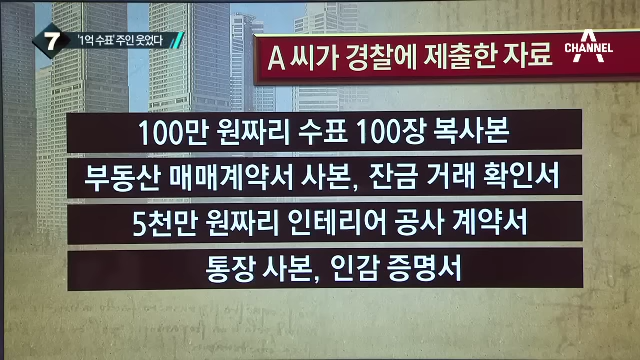 7 '1억 수표' 주인 웃었다
A 씨가 경찰에 제출한 자료
CHANNEL A
100만 원짜리 수표 100장 복사본
부동산 매매계약서 사본, 잔금 거래 확인서
5천만 원짜리 인테리어 공사 계약서
통장 사본, 인감 증명서